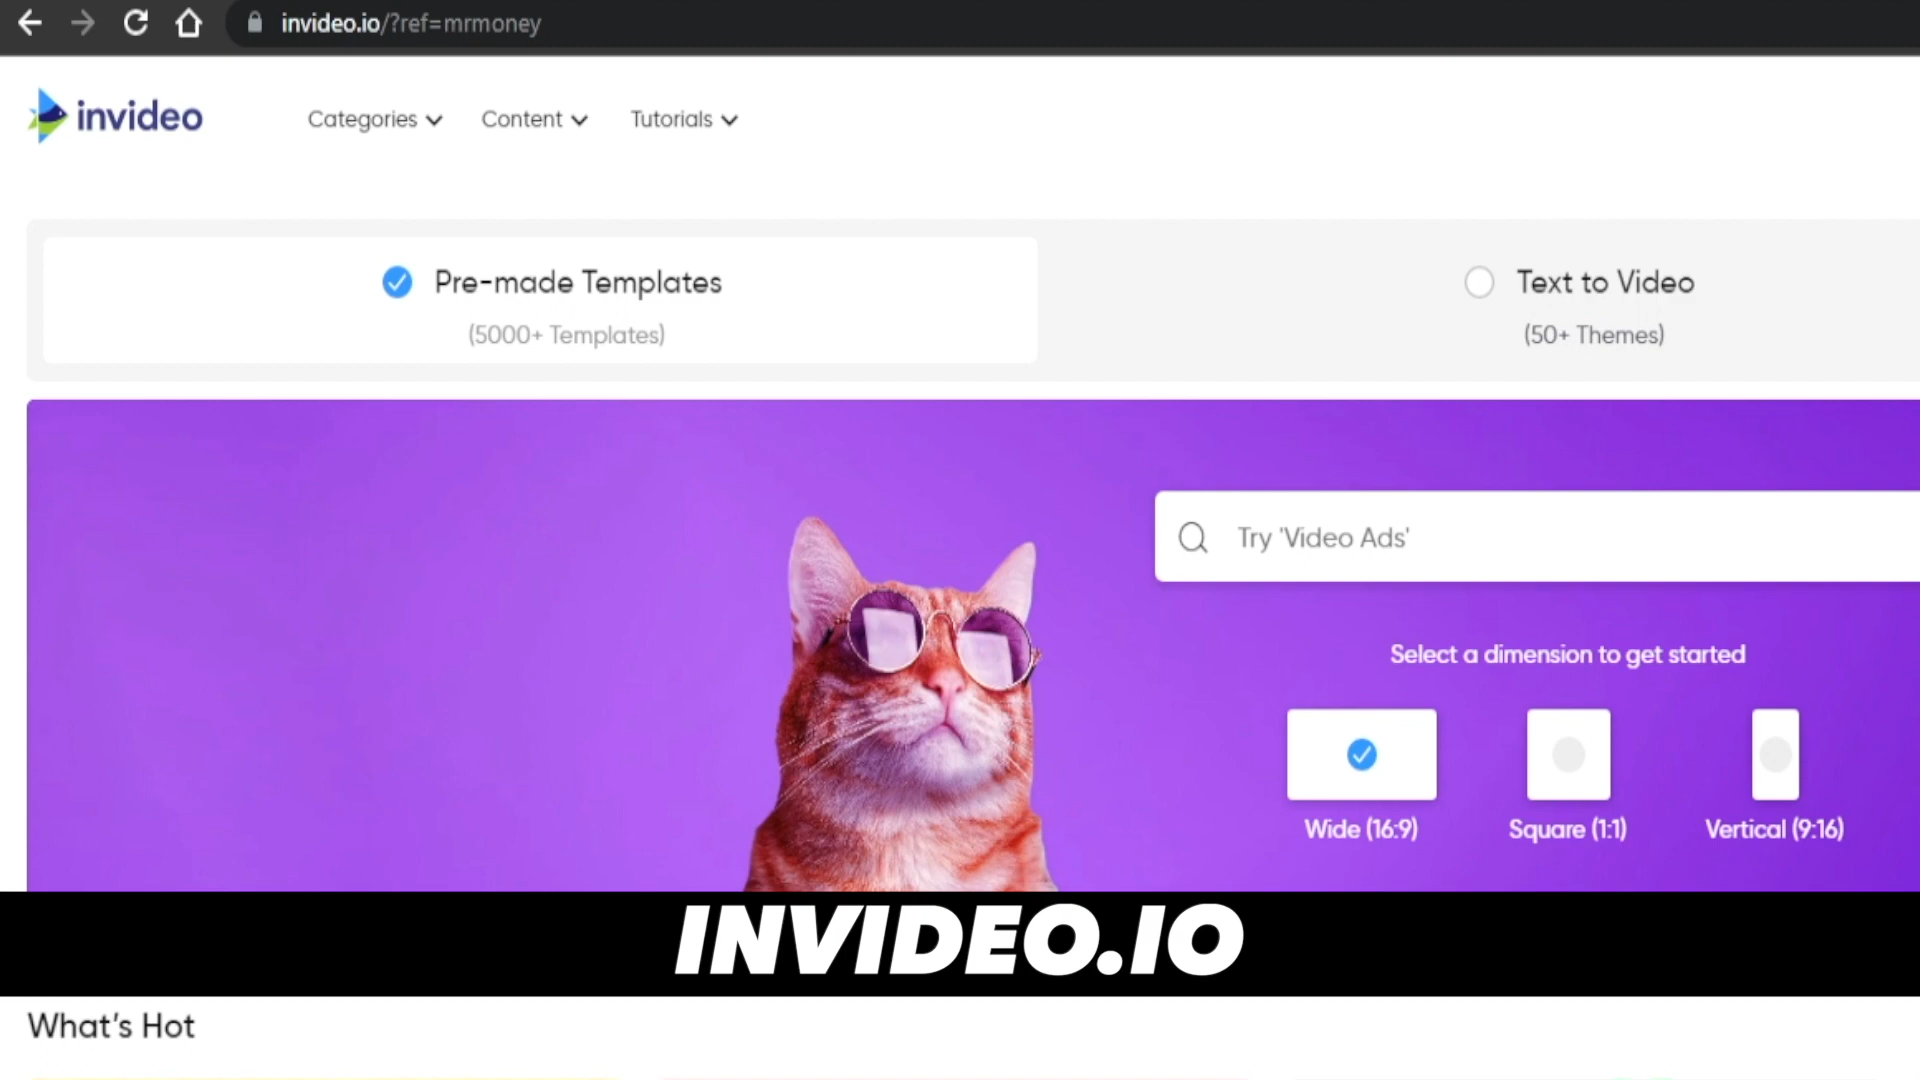 invideo.io/?ref=mrmoney
invideo
Categories
Content
Tutorials
Pre-made Templates
(5000+ Templates)
Text to Video
(50+ Themes)
Try 'Video Ads'
Select a dimension to get started
Wide (16:9)
Square (1:1)
Vertical (9:16)
INVIDEO.IO
What's Hot